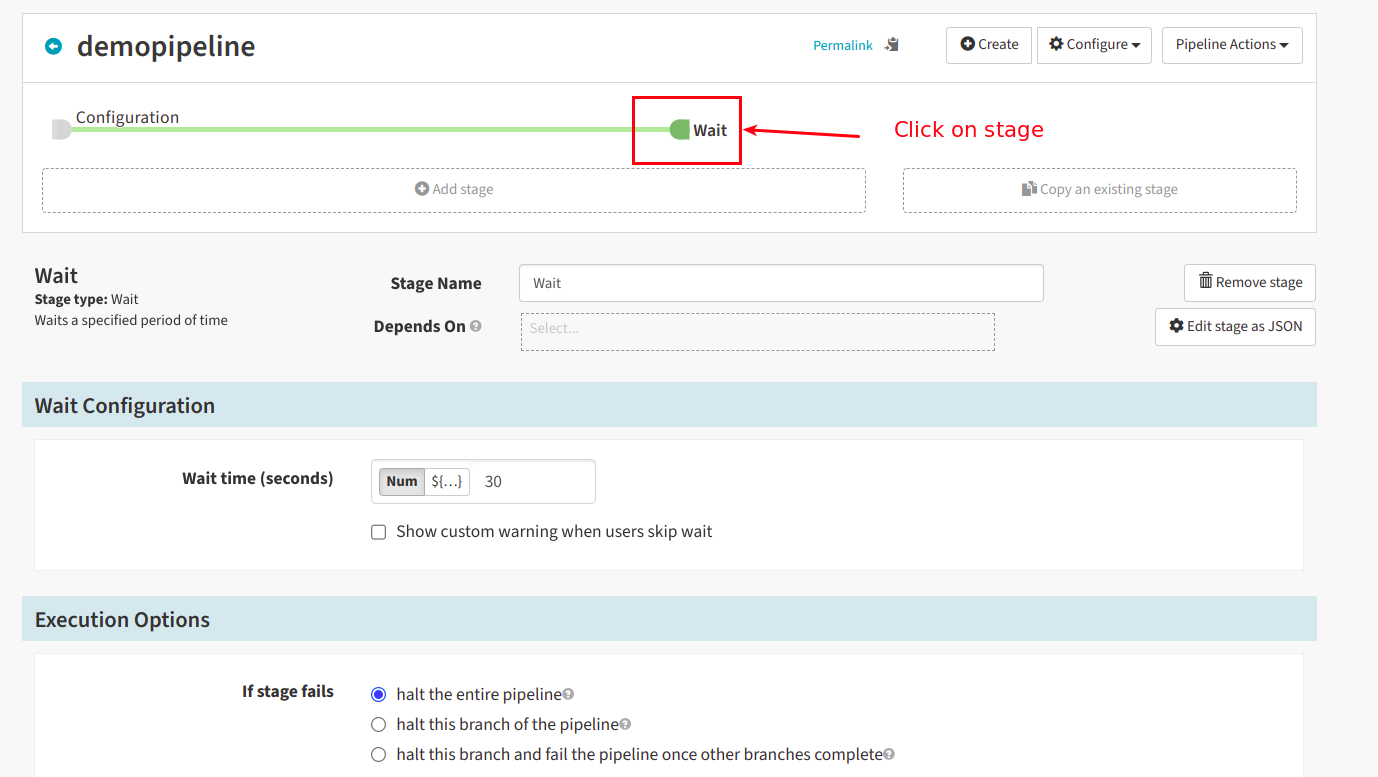 demopipeline
Permalink
Create
Configure
Pipeline Actions
Configuration
Wait
Click on stage
Add stage
Copy an existing stage
Wait
Stage type: Wait
Waits a specified period of time
Stage Name
Wait
Remove stage
Depends On ?
Select...
Edit stage as JSON
Wait Configuration
Wait time (seconds)
Num
${...}
30
Show custom warning when users skip wait
Execution Options
If stage fails
halt the entire pipeline ?
halt this branch of the pipeline ?
halt this branch and fail the pipeline once other branches complete ?